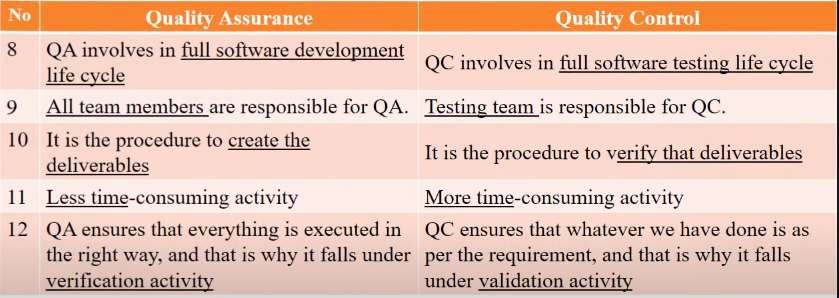 No Quality Assurance Quality Control
8 QA involves in full software development
life cycle
QC involves in full software testing life cycle
9 All team members are responsible for QA. Testing team is responsible for QC.
10 It is the procedure to create the
deliverables
It is the procedure to verify that deliverables
11 Less time-consuming activity More time-consuming activity
12 QA ensures that everything is executed in
the right way, and that is why it falls under
verification activity
QC ensures that whatever we have done is as
per the requirement, and that is why it falls
under validation activity